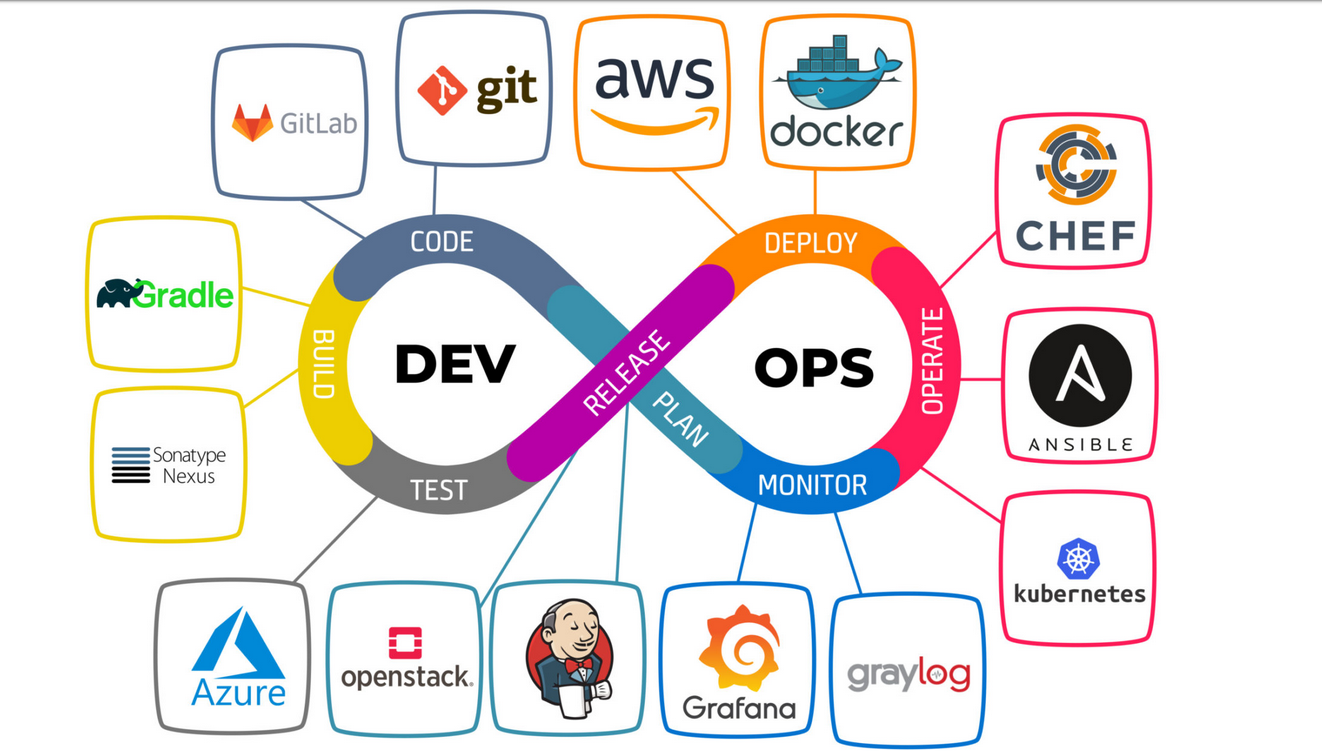 GitLab
git
aws
docker
CHEF
Gradle
CODE
DEPLOY
BUILD
DEV
RELEASE
PLAN
OPS
OPERATE
ANSIBLE
Sonatype
Nexus
TEST
MONITOR
kubernetes
Azure
openstack.
Grafana
graylog